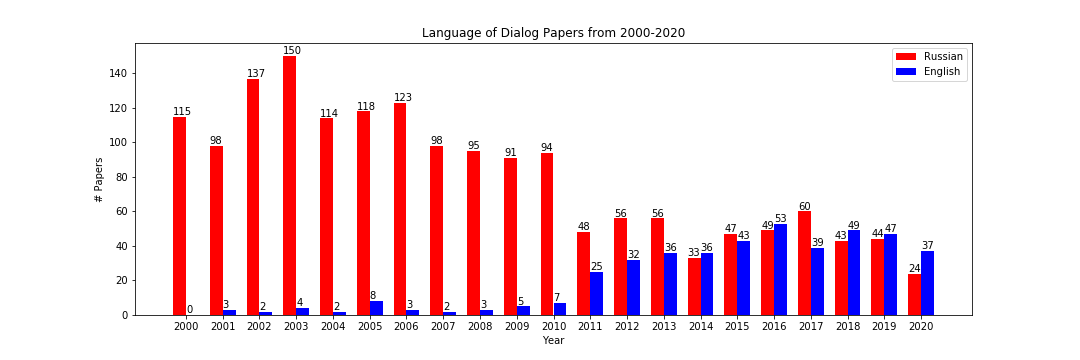 Language of Dialog Papers from 2000-2020
Russian
English
# Papers
140
120
100
80
60
40
20
0
115 98 137 150 114 118 123 98 95 91 94 48 56 56 33 47 49 60 43 44 24
0 3 2 4 2 8 3 2 3 5 7 25 32 36 36 43 53 39 49 47 37
2000 2001 2002 2003 2004 2005 2006 2007 2008 2009 2010 2011 2012 2013 2014 2015 2016 2017 2018 2019 2020
Year